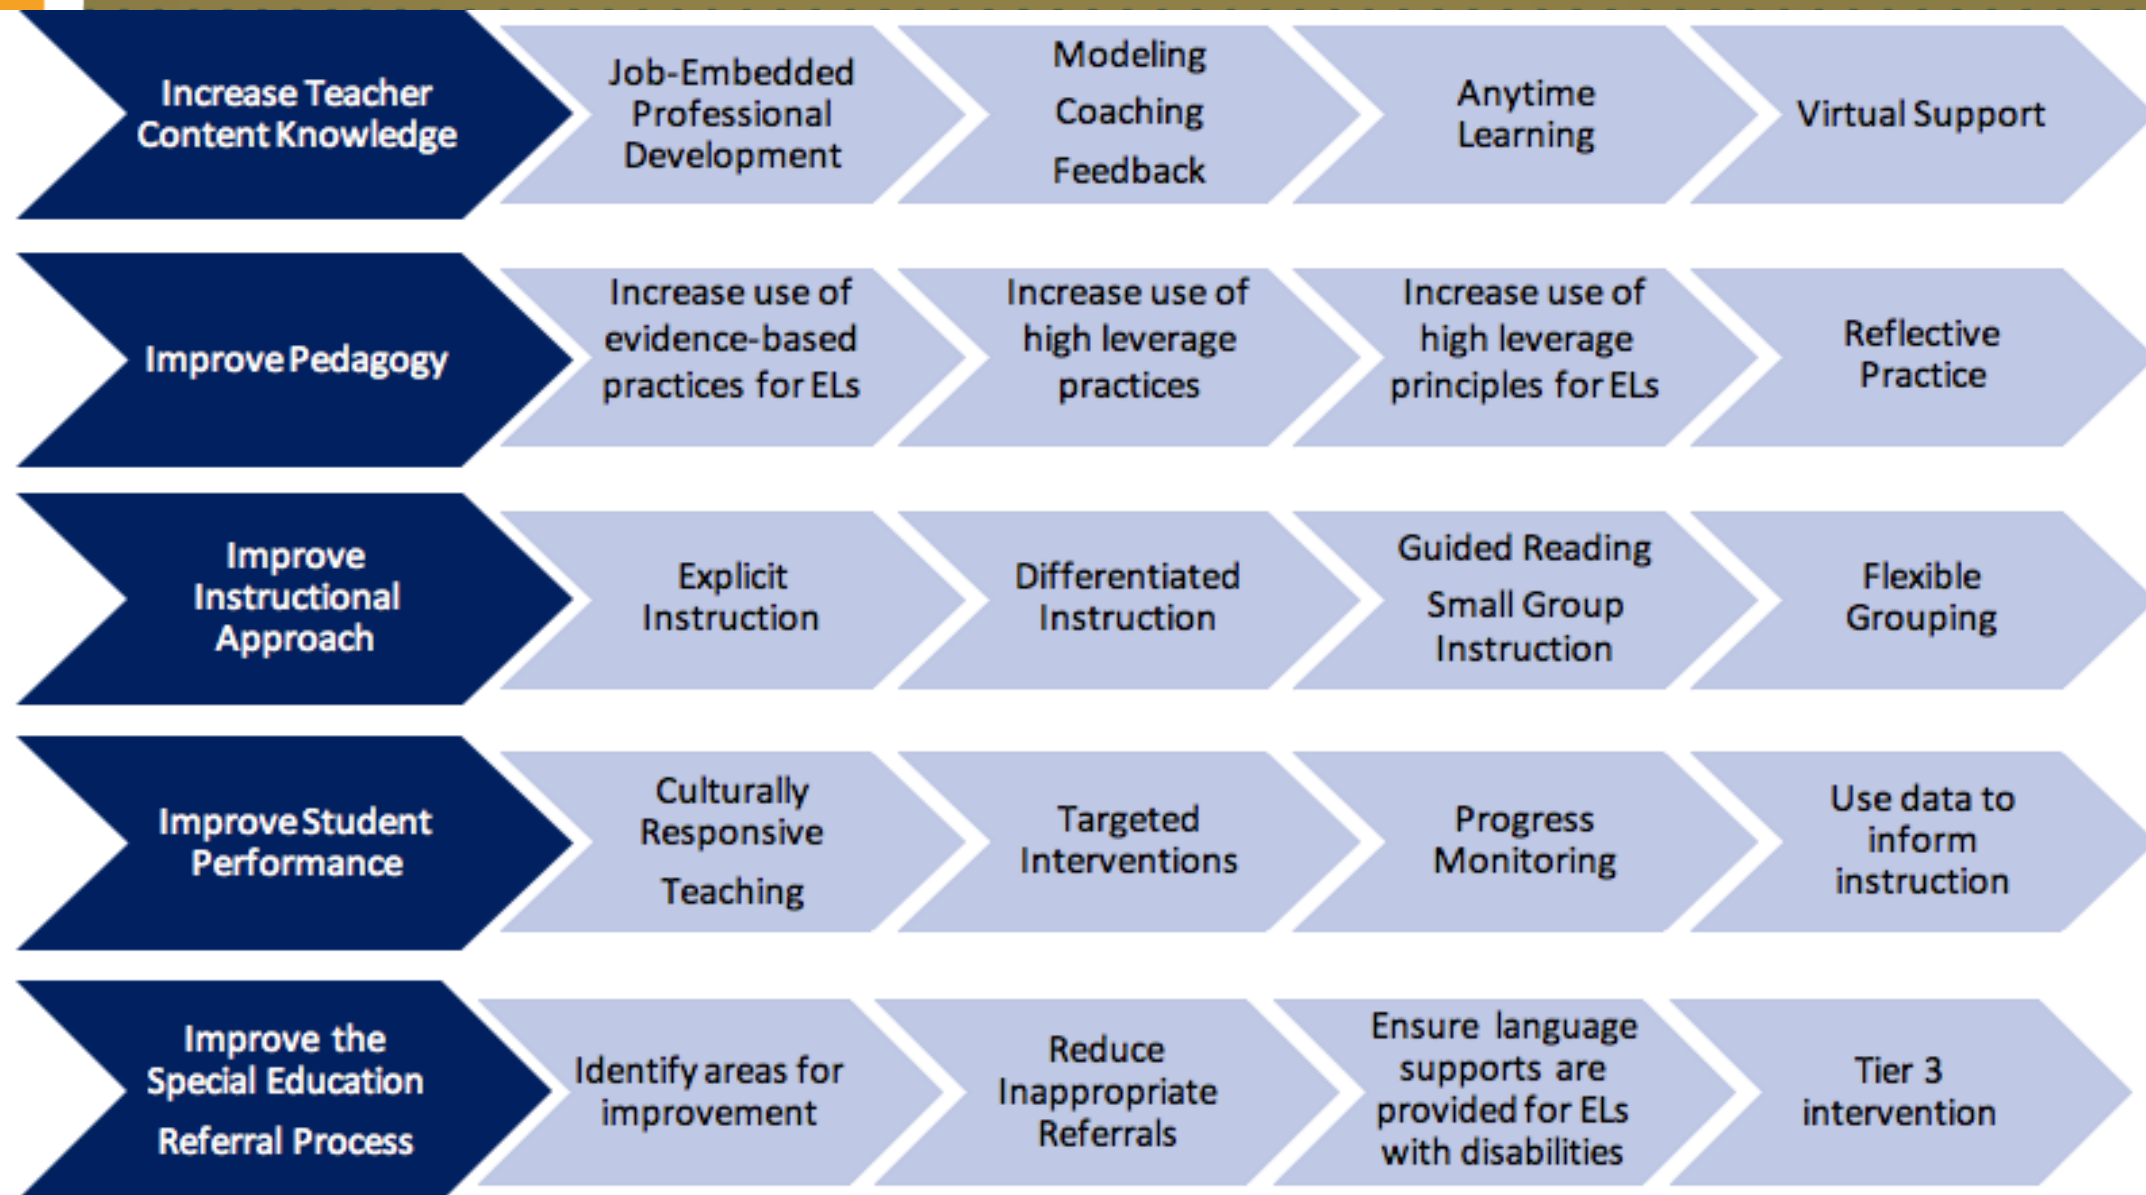 Increase Teacher
Content Knowledge
Job-Embedded
Professional
Development
Modeling
Coaching
Feedback
Anytime
Learning
Virtual Support
Improve Pedagogy
Increase use of
evidence-based
practices for ELs
Increase use of
high leverage
practices
Increase use of
high leverage
principles for ELs
Reflective
Practice
Improve
Instructional
Approach
Explicit
Instruction
Differentiated
Instruction
Guided Reading
Small Group
Instruction
Flexible
Grouping
Improve Student
Performance
Culturally
Responsive
Teaching
Targeted
Interventions
Progress
Monitoring
Use data to
inform
instruction
Improve the
Special Education
Referral Process
Identify areas for
improvement
Reduce
Inappropriate
Referrals
Ensure language
supports are
provided for ELs
with disabilities
Tier 3
intervention